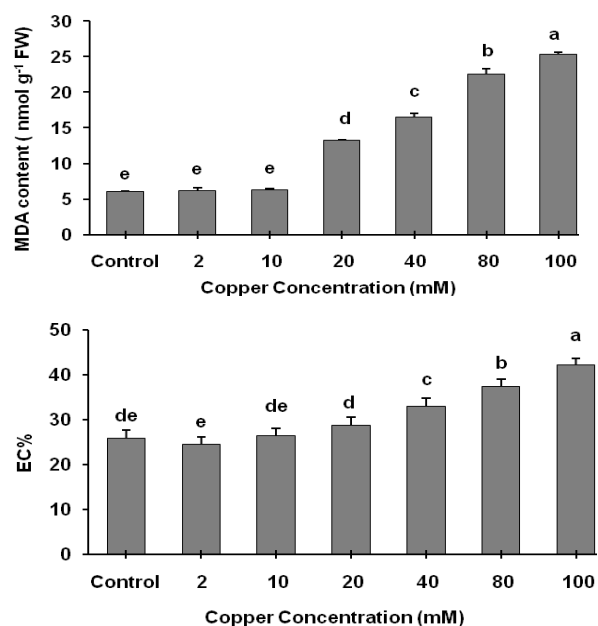 30
25
20
15
10
5
0
MDA content ( nmol g⁻¹ FW)
e e e d c b a
Control 2 10 20 40 80 100
Copper Concentration (mM)
50
40
30
20
10
0
EC%
de e de d c b a
Control 2 10 20 40 80 100
Copper Concentration (mM)